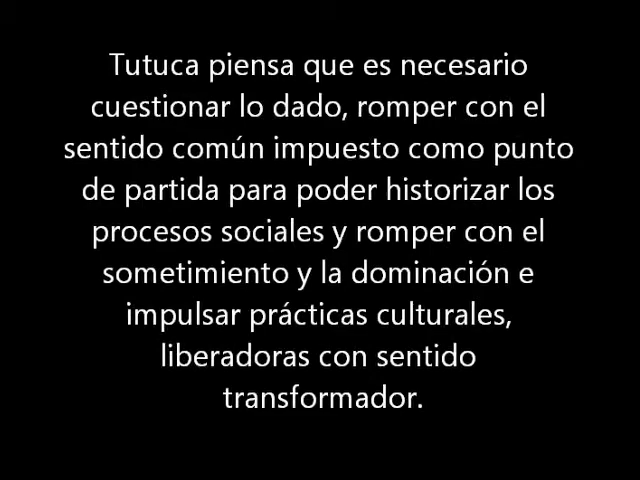 Tutuca piensa que es necesario
cuestionar lo dado, romper con el
sentido común impuesto como punto
de partida para poder historizar los
procesos sociales y romper con el
sometimiento y la dominación e
impulsar prácticas culturales,
liberadoras con sentido
transformador.